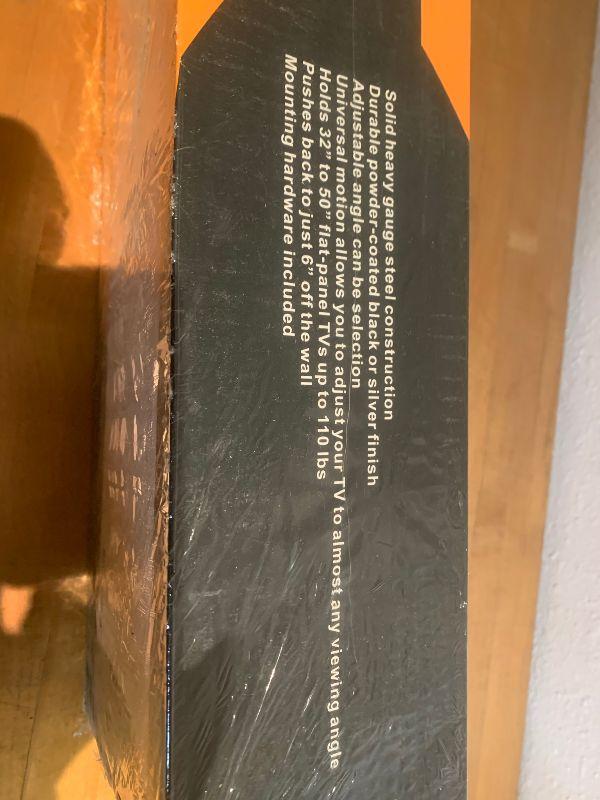 Solid heavy gauge steel construction
Durable powder-coated black or silver finish
Adjustable angle can be selection
Universal motion allows you to adjust your TV to almost any viewing angle
Holds 32” to 50” flat-panel TVs up to 110 lbs
Pushes back to just 6” off the wall
Mounting hardware included